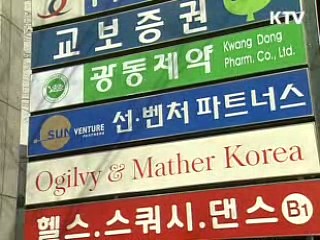 KTV
교보증권
광동제약 Kwang Dong
Pharm. Co., Ltd.
SUN VENTURE
PARTNERS
선·벤처파트너스
Ogilvy & Mather Korea
헬스.스쿼시.댄스 B1